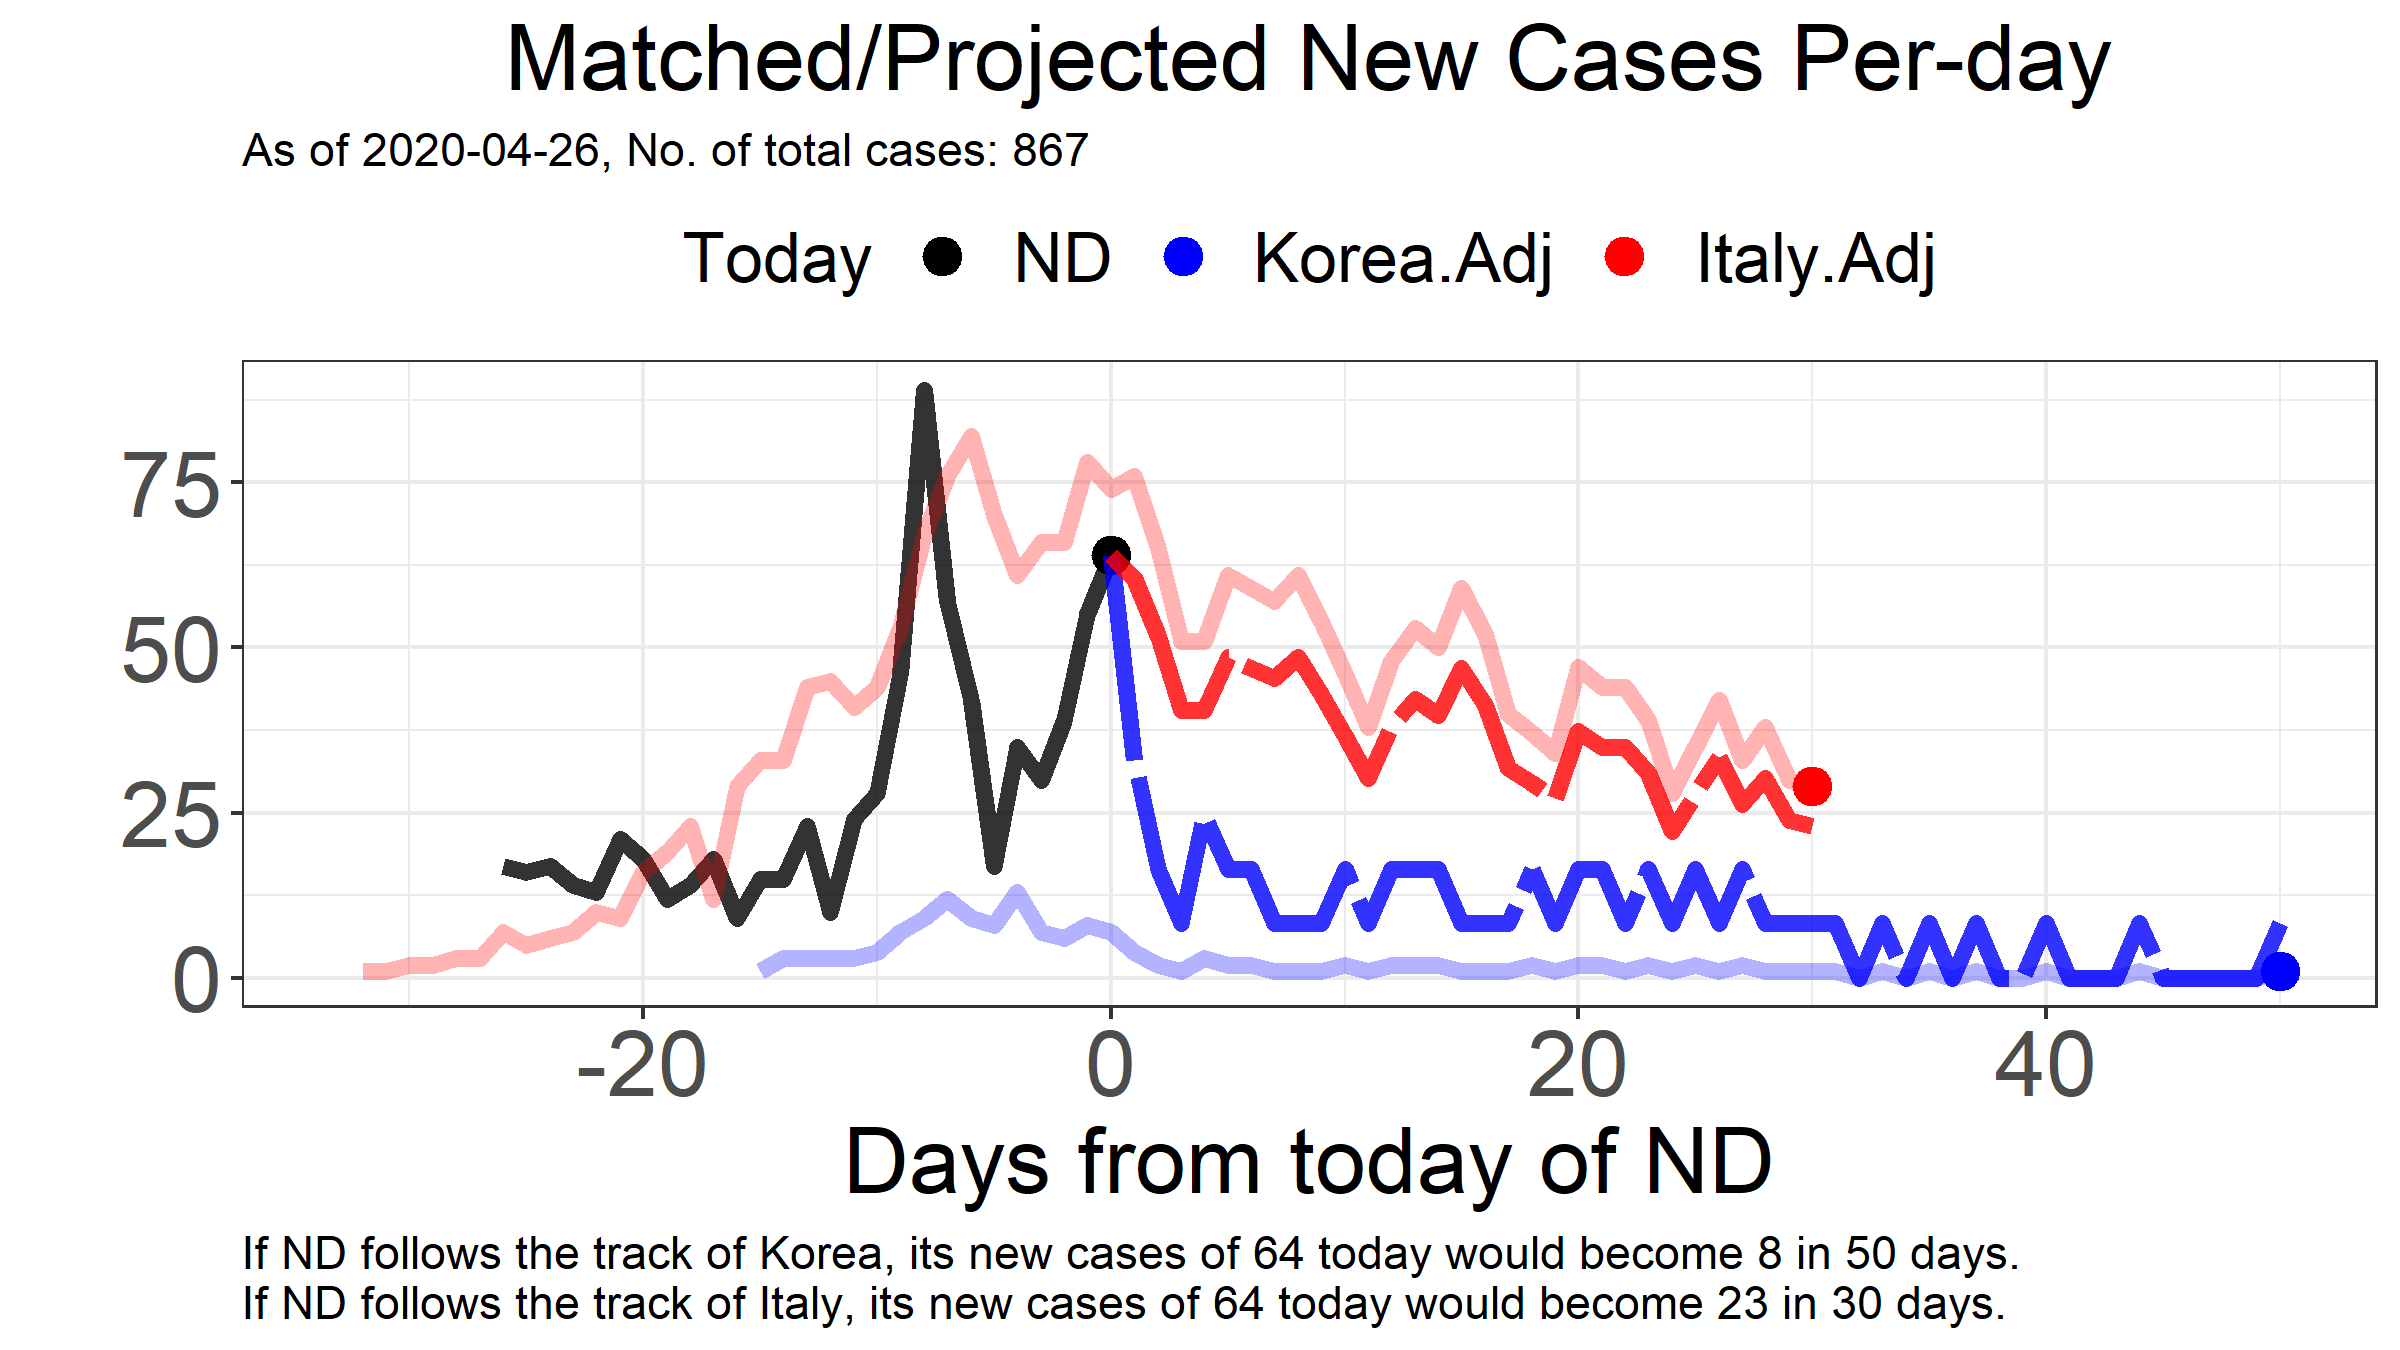 Matched/Projected New Cases Per-day
As of 2020-04-26, No. of total cases: 867
Today ND Korea.Adj Italy.Adj
75
50
25
0
-20 0 20 40
Days from today of ND
If ND follows the track of Korea, its new cases of 64 today would become 8 in 50 days.
If ND follows the track of Italy, its new cases of 64 today would become 23 in 30 days.